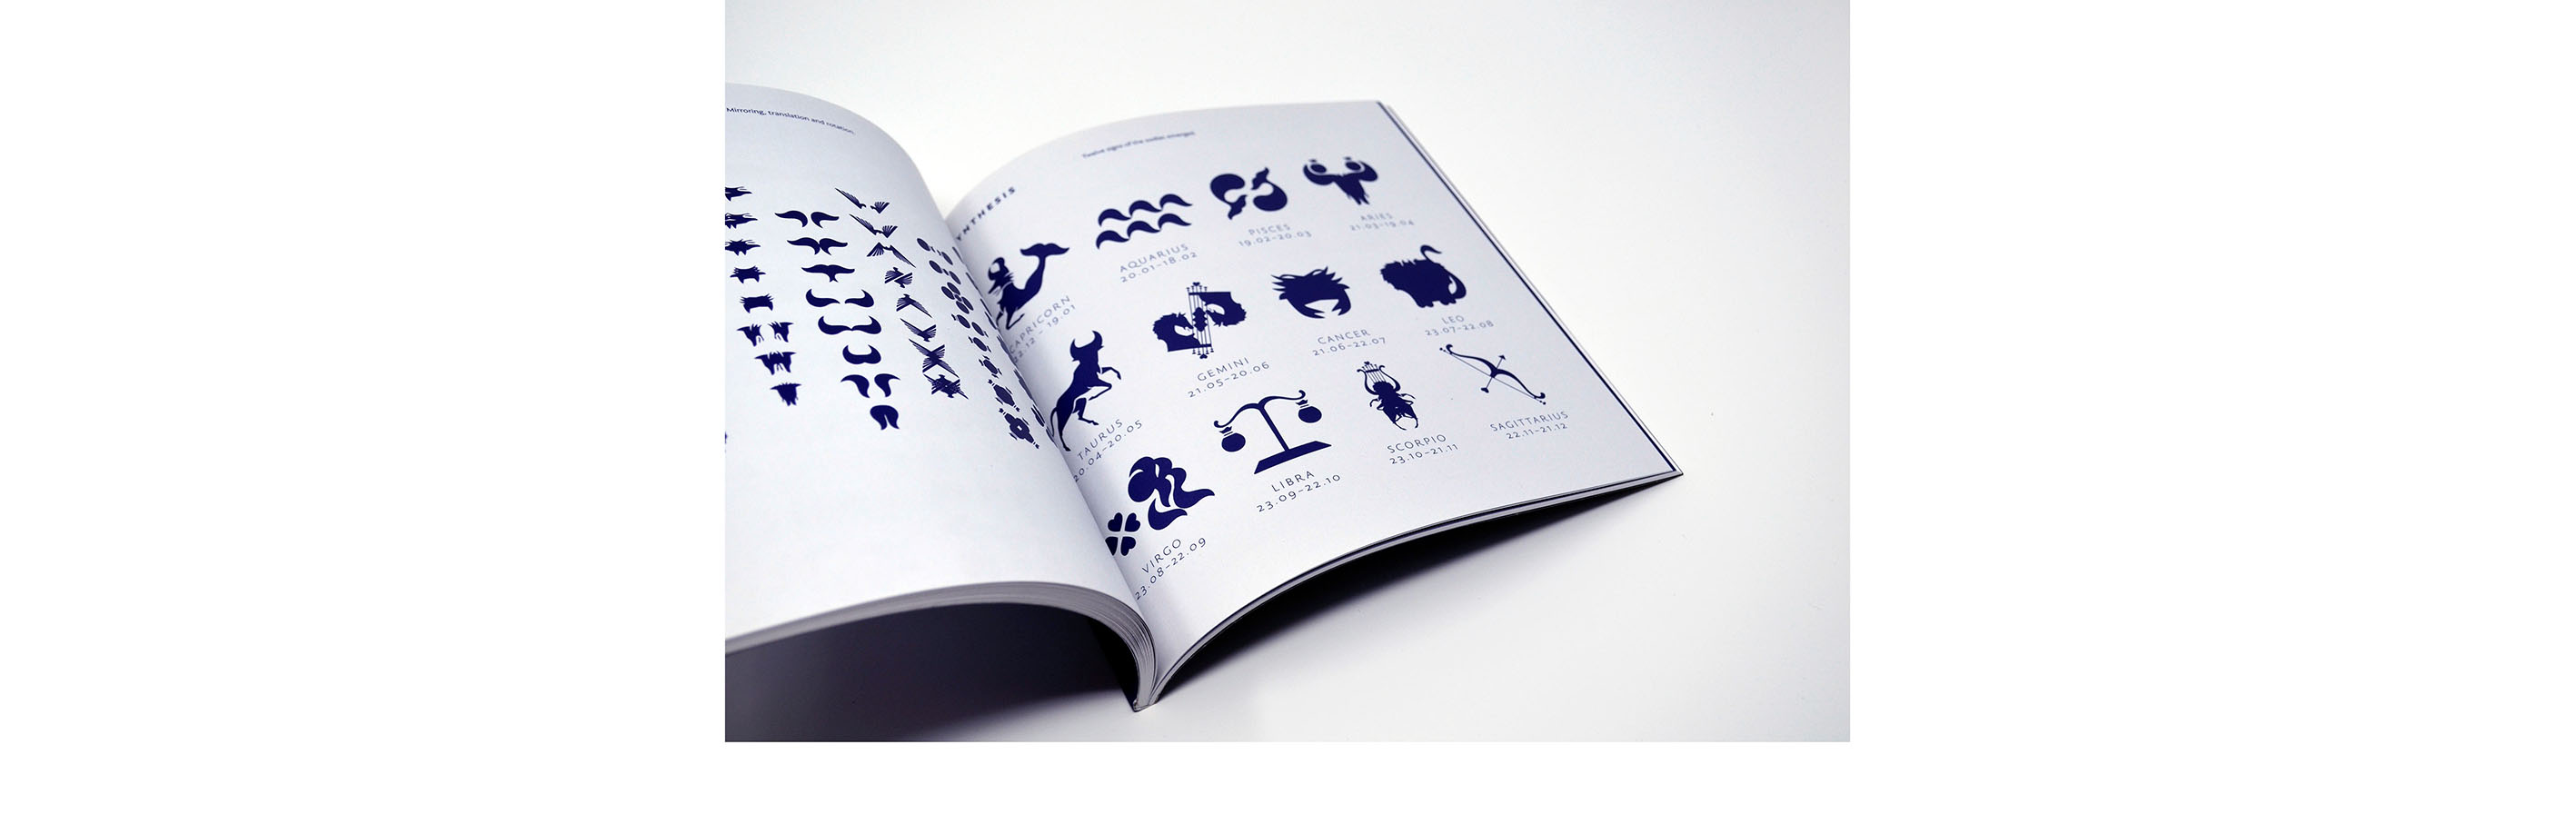 Mirroring, translation and rotation.
Twelve signs of the zodiac emerges
YNTHESIS
CAPRICORN
22.12 - 19.01
AQUARIUS
20.01-18.02
PISCES
19.02-20.03
ARIES
21.03-19.04
TAURUS
20.04-20.05
GEMINI
21.05-20.06
CANCER
21.06-22.07
LEO
23.07-22.08
VIRGO
23.08-22.09
LIBRA
23.09-22.10
SCORPIO
23.10-21.11
SAGITTARIUS
22.11-21.12